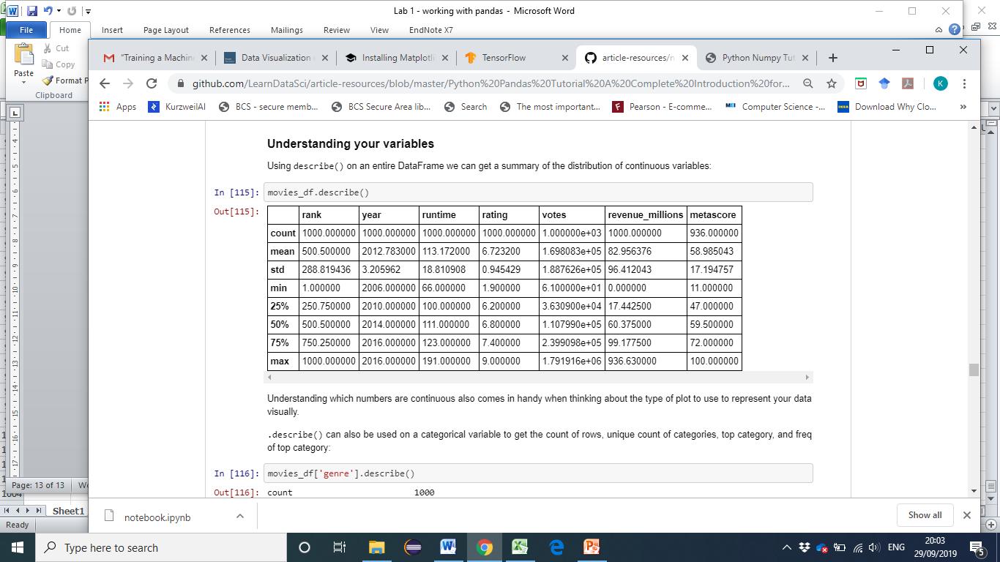 Lab 1 - working with pandas - Microsoft Word
File Home Insert Page Layout References Mailings Review View EndNote X7
Paste
Cut
Copy
Format P
Clipboard
"Training a Machin
Data Visualization
Installing Matplotli
TensorFlow
article-resources/n
Python Numpy Tut
github.com/LearnDataSci/article-resources/blob/master/Python%20Pandas%20Tutorial%20A%20Complete%20Introduction%20for...
K
Apps KurzweilAI BCS - secure memb... BCS Secure Area lib... Search The most important... Pearson - E-comme... Computer Science -... Download Why Clo... »
Understanding your variables
Using describe() on an entire DataFrame we can get a summary of the distribution of continuous variables:
In [115]: movies_df.describe()
Out[115]:
rank year runtime rating votes revenue_millions metascore
count 1000.000000 1000.000000 1000.000000 1000.000000 1.000000e+03 1000.000000 936.000000
mean 500.500000 2012.783000 113.172000 6.723200 1.698083e+05 82.956376 58.985043
std 288.819436 3.205962 18.810908 0.945429 1.887626e+05 96.412043 17.194757
min 1.000000 2006.000000 66.000000 1.900000 6.100000e+01 0.000000 11.000000
25% 250.750000 2010.000000 100.000000 6.200000 3.630900e+04 17.442500 47.000000
50% 500.500000 2014.000000 111.000000 6.800000 1.107990e+05 60.375000 59.500000
75% 750.250000 2016.000000 123.000000 7.400000 2.399098e+05 99.177500 72.000000
max 1000.000000 2016.000000 191.000000 9.000000 1.791916e+06 936.630000 100.000000
Understanding which numbers are continuous also comes in handy when thinking about the type of plot to use to represent your data
visually.
.describe() can also be used on a categorical variable to get the count of rows, unique count of categories, top category, and freq
of top category:
In [116]: movies_df['genre'].describe()
Out[116]: count 1000
Page: 13 of 13
Sheet1
Ready
notebook.ipynb
Show all
Type here to search
ENG
20:03
29/09/2019
5